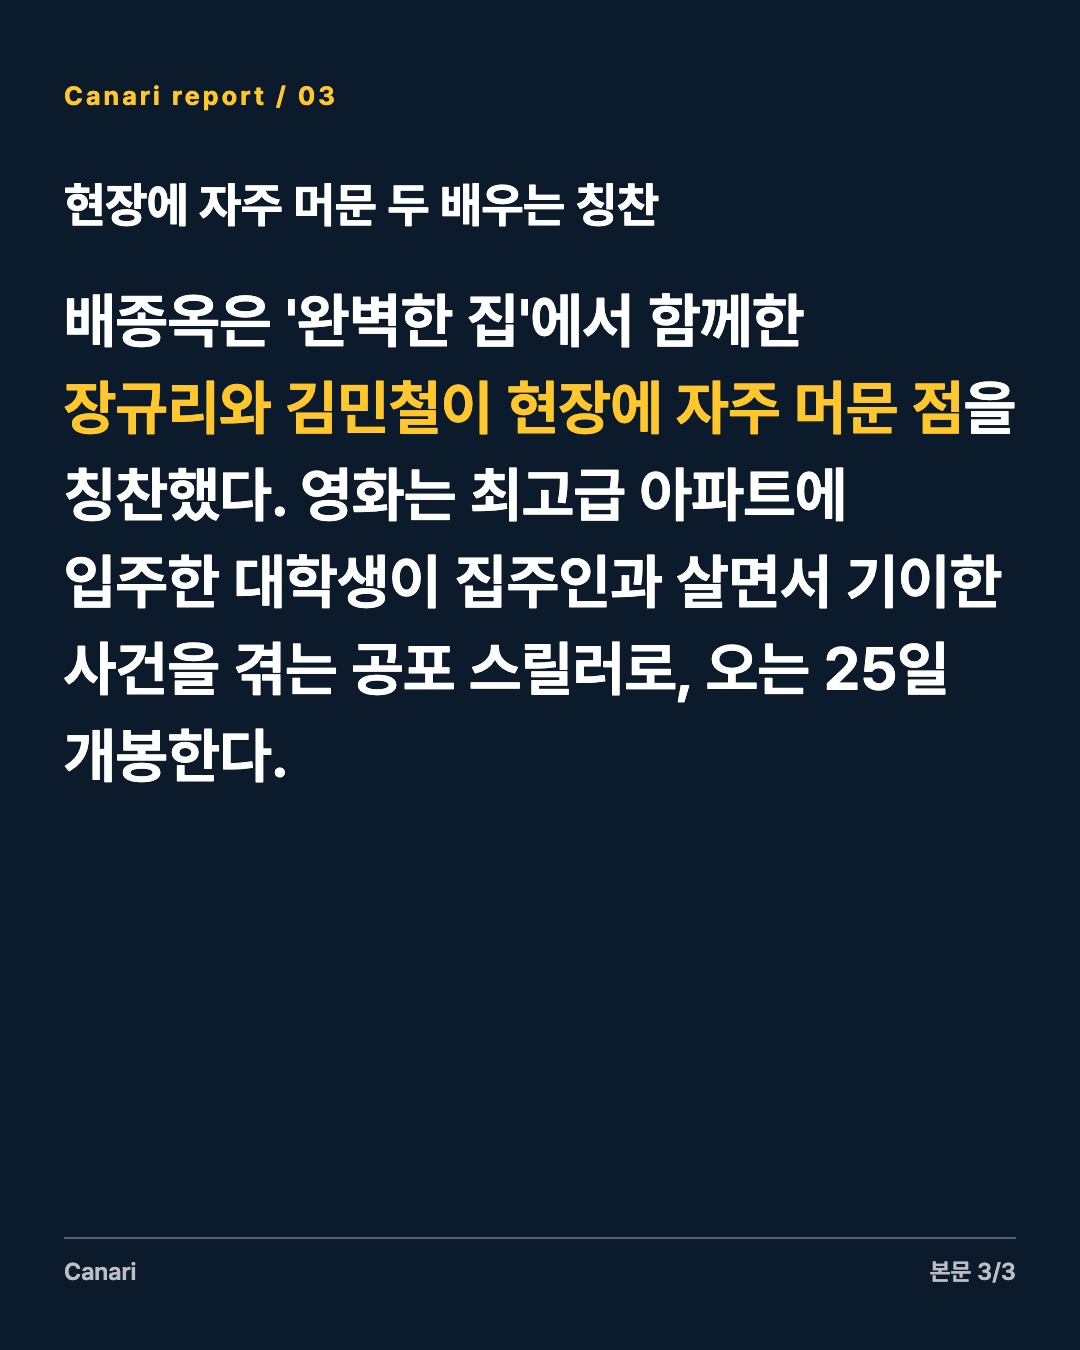 Canari report / 03
현장에 자주 머문 두 배우는 칭찬
배종옥은 '완벽한 집'에서 함께한
장규리와 김민철이 현장에 자주 머문 점을
칭찬했다. 영화는 최고급 아파트에
입주한 대학생이 집주인과 살면서 기이한
사건을 겪는 공포 스릴러로, 오는 25일
개봉한다.
Canari
본문 3/3